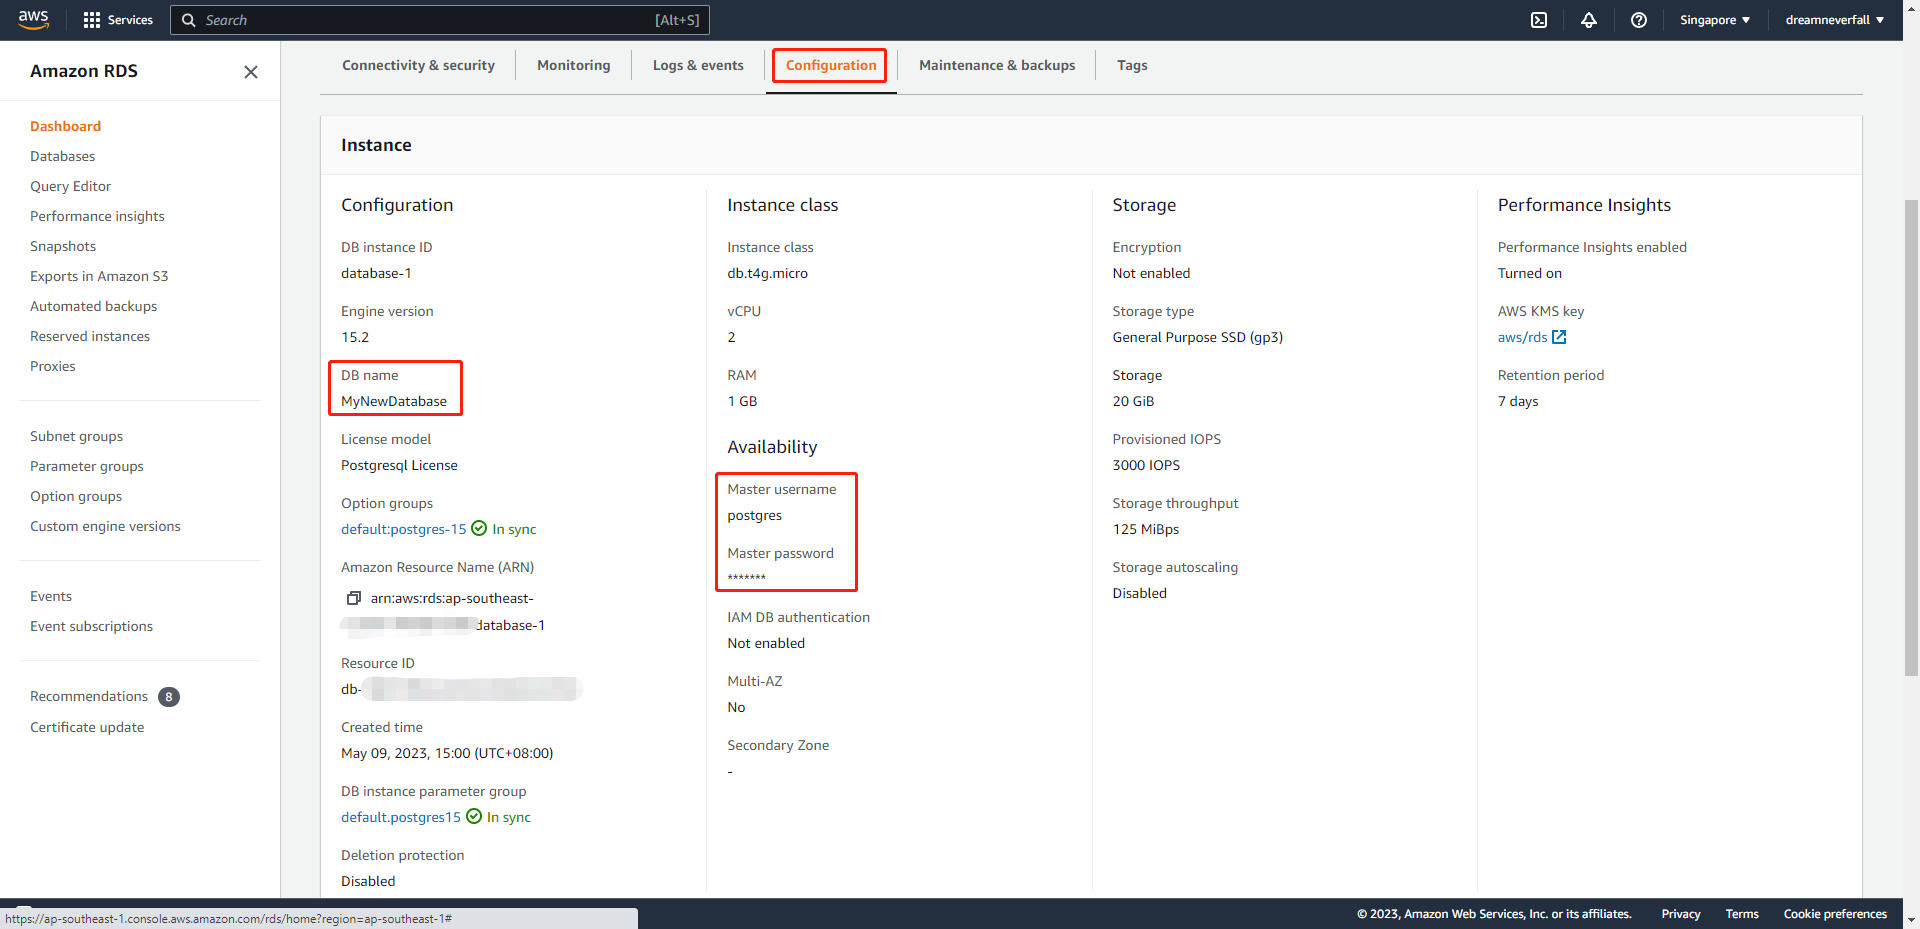 aws
Services
Search
[Alt+S]
Singapore
dreamneverfall
Amazon RDS
Dashboard
Databases
Query Editor
Performance insights
Snapshots
Exports in Amazon S3
Automated backups
Reserved instances
Proxies
Subnet groups
Parameter groups
Option groups
Custom engine versions
Events
Event subscriptions
Recommendations 8
Certificate update
Connectivity & security
Monitoring
Logs & events
Configuration
Maintenance & backups
Tags
Instance
Configuration
DB instance ID
database-1
Engine version
15.2
DB name
MyNewDatabase
License model
Postgresql License
Option groups
default:postgres-15 In sync
Amazon Resource Name (ARN)
arn:aws:rds:ap-southeast-
database-1
Resource ID
db-
Created time
May 09, 2023, 15:00 (UTC+08:00)
DB instance parameter group
default.postgres15 In sync
Deletion protection
Disabled
Instance class
Instance class
db.t4g.micro
vCPU
2
RAM
1 GB
Availability
Master username
postgres
Master password
*******
IAM DB authentication
Not enabled
Multi-AZ
No
Secondary Zone
-
Storage
Encryption
Not enabled
Storage type
General Purpose SSD (gp3)
Storage
20 GiB
Provisioned IOPS
3000 IOPS
Storage throughput
125 MiBps
Storage autoscaling
Disabled
Performance Insights
Performance Insights enabled
Turned on
AWS KMS key
aws/rds
Retention period
7 days
https://ap-southeast-1.console.aws.amazon.com/rds/home?region=ap-southeast-1#
© 2023, Amazon Web Services, Inc. or its affiliates.
Privacy
Terms
Cookie preferences